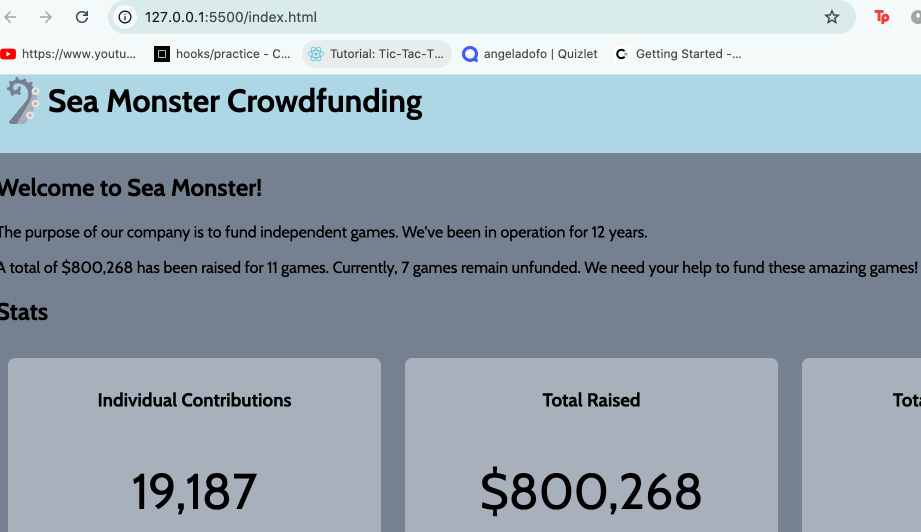 127.0.0.1:5500/index.html
Tp
https://www.youtu...
hooks/practice - C...
Tutorial: Tic-Tac-T...
angeladofo | Quizlet
Getting Started -...
Sea Monster Crowdfunding
Welcome to Sea Monster!
The purpose of our company is to fund independent games. We've been in operation for 12 years.
A total of $800,268 has been raised for 11 games. Currently, 7 games remain unfunded. We need your help to fund these amazing games!
Stats
Individual Contributions
Total Raised
Tota
19,187
$800,268